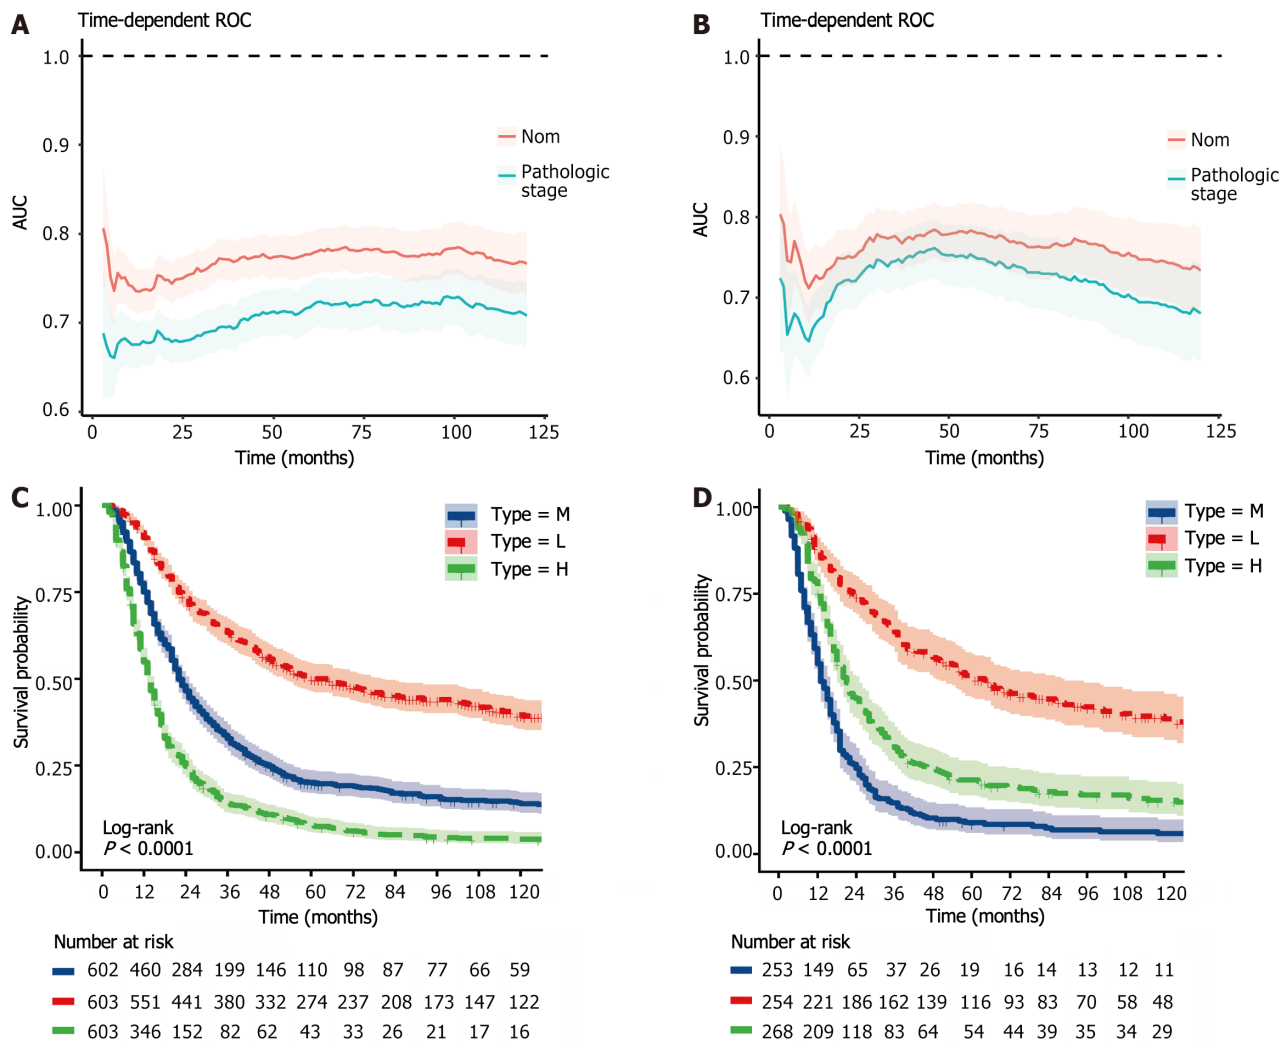 A
Time-dependent ROC
1.0
0.9
0.8
0.7
0.6
AUC
Nom
Pathologic
stage
0 25 50 75 100 125
Time (months)
B
Time-dependent ROC
1.0
0.9
0.8
0.7
0.6
AUC
Nom
Pathologic
stage
0 25 50 75 100 125
Time (months)
C
1.00
0.75
0.50
0.25
0.00
Survival probability
Type = M
Type = L
Type = H
Log-rank
P < 0.0001
0 12 24 36 48 60 72 84 96 108 120
Time (months)
Number at risk
602 460 284 199 146 110 98 87 77 66 59
603 551 441 380 332 274 237 208 173 147 122
603 346 152 82 62 43 33 26 21 17 16
D
1.00
0.75
0.50
0.25
0.00
Survival probability
Type = M
Type = L
Type = H
Log-rank
P < 0.0001
0 12 24 36 48 60 72 84 96 108 120
Time (months)
Number at risk
253 149 65 37 26 19 16 14 13 12 11
254 221 186 162 139 116 93 83 70 58 48
268 209 118 83 64 54 44 39 35 34 29